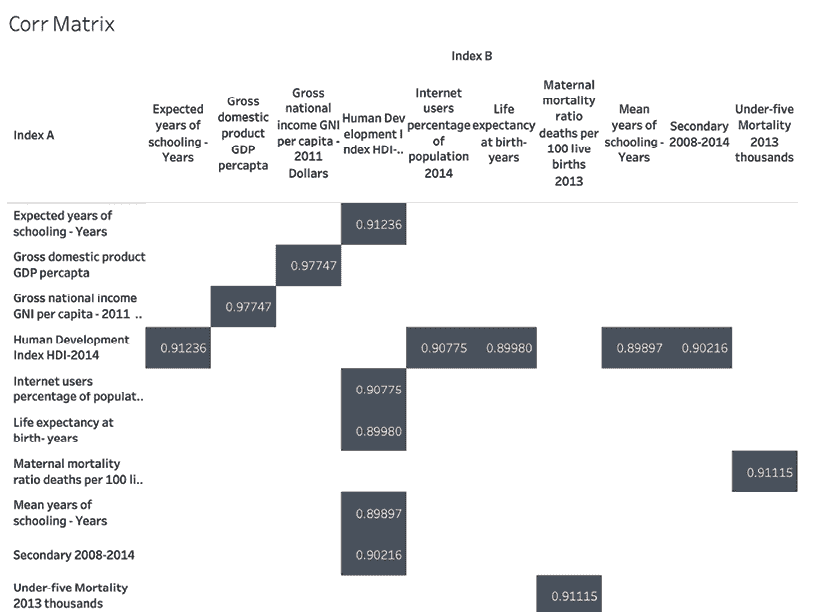 Corr Matrix
Index B
Index A
Expected
years of
schooling -
Years
Gross
domestic
product
GDP
percapta
Gross
national
income GNI
per capita -
2011
Dollars
Human Dev
elopment I
ndex HDI-..
Internet
users
percentage
of
population
2014
Life
expectancy
at birth-
years
Maternal
mortality
ratio
deaths per
100 live
births
2013
Mean
years of
schooling -
Years
Secondary
2008-2014
Under-five
Mortality
2013
thousands
Expected years of
schooling - Years
0.91236
Gross domestic product
GDP percapta
0.97747
Gross national income
GNI per capita - 2011 ..
0.97747
Human Development
Index HDI-2014
0.91236
0.90775
0.89980
0.89897
0.90216
Internet users
percentage of populat..
0.90775
Life expectancy at
birth- years
0.89980
Maternal mortality
ratio deaths per 100 li..
0.91115
Mean years of
schooling - Years
0.89897
Secondary 2008-2014
0.90216
Under-five Mortality
2013 thousands
0.91115